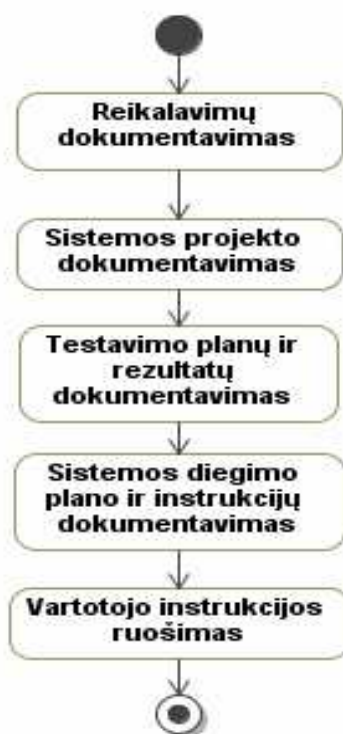 Reikalavimų
dokumentavimas
Sistemos projekto
dokumentavimas
Testavimo planų ir
rezultatų
dokumentavimas
Sistemos diegimo
plano ir instrukcijų
dokumentavimas
Vartotojo instrukcijos
ruošimas